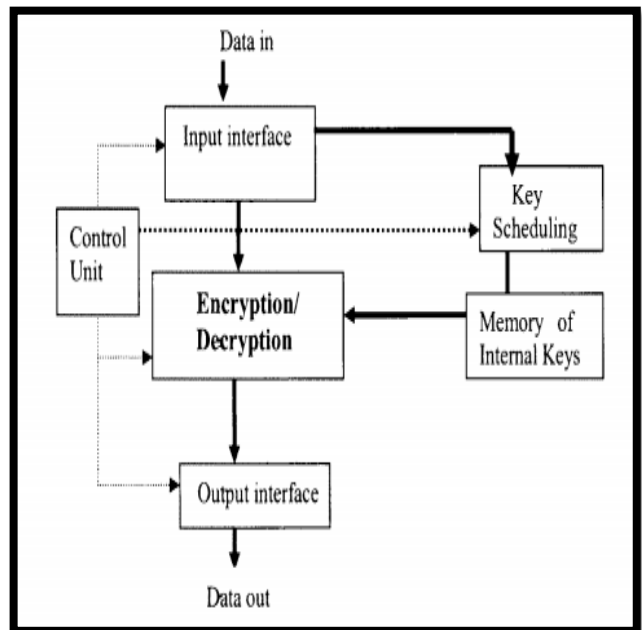 Data in
Input interface
Key
Scheduling
Control
Unit
Encryption/
Decryption
Memory of
Internal Keys
Output interface
Data out